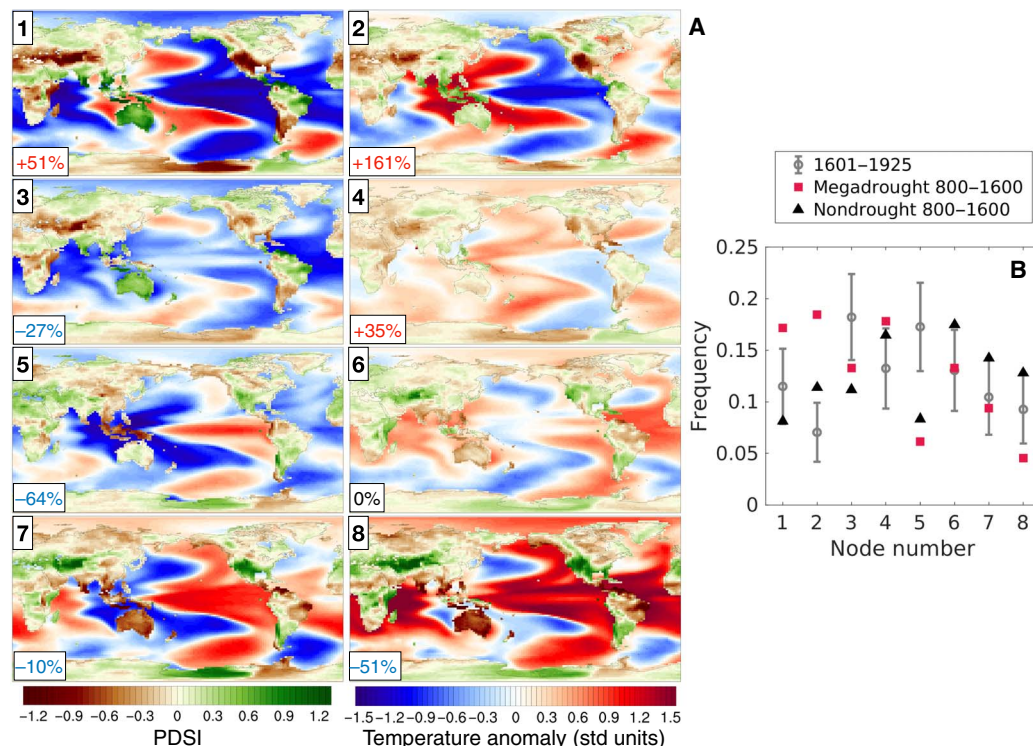 1
2
A
+51%
+161%
3
4
−27%
+35%
5
6
−64%
0%
7
8
−10%
−51%
−1.2 −0.9 −0.6 −0.3 0 0.3 0.6 0.9 1.2
PDSI
−1.5 −1.2 −0.9 −0.6 −0.3 0 0.3 0.6 0.9 1.2 1.5
Temperature anomaly (std units)
1601–1925
Megadrought 800–1600
Nondrought 800–1600
B
0.25
0.2
0.15
0.1
0.05
0
Frequency
1 2 3 4 5 6 7 8
Node number